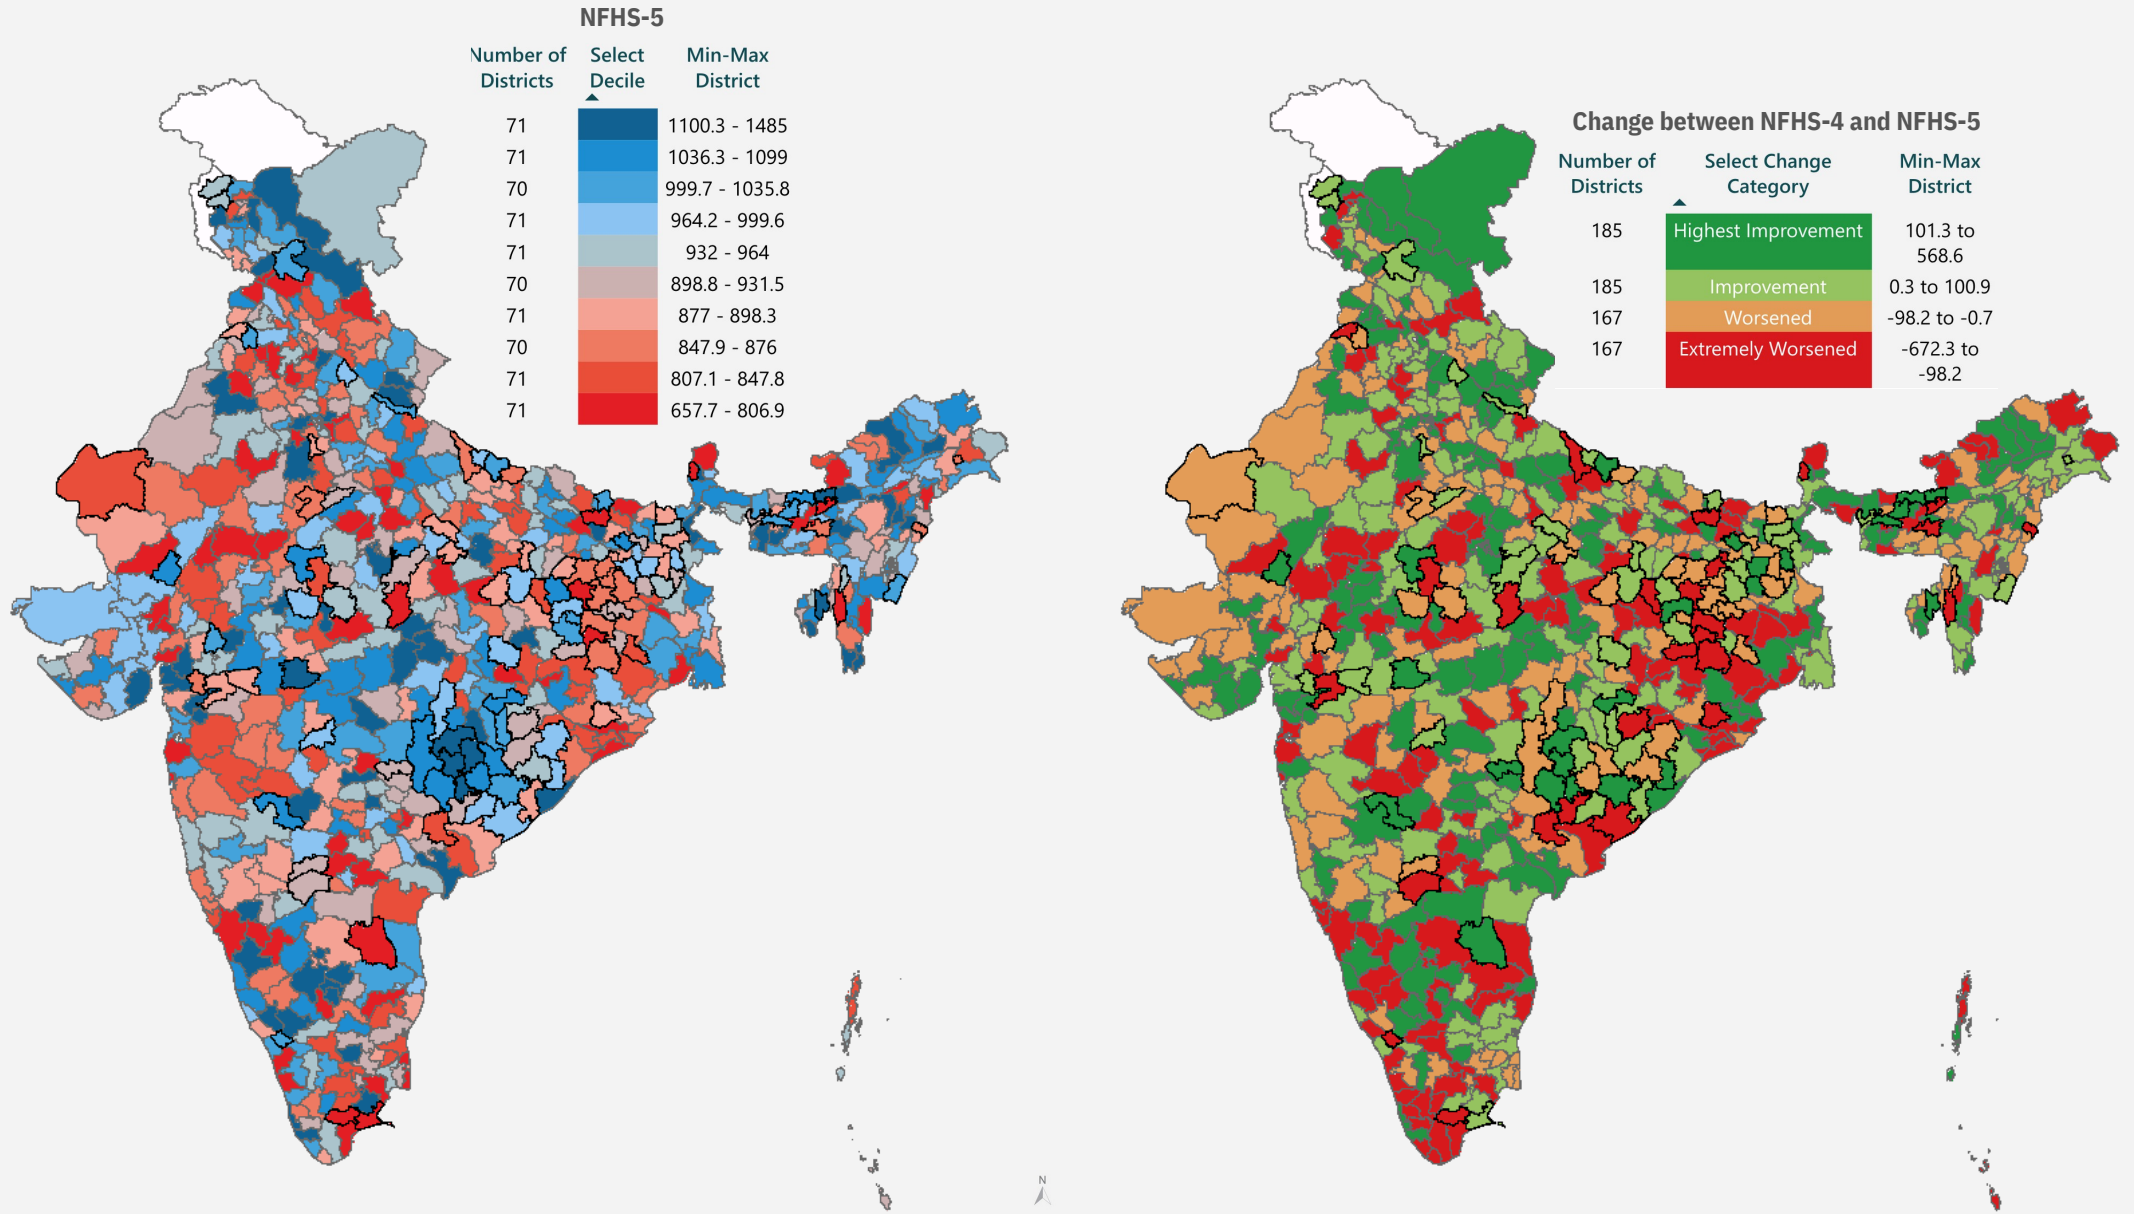 NFHS-5
Number of Districts Select Decile Min-Max District
71 1100.3 - 1485
71 1036.3 - 1099
70 999.7 - 1035.8
71 964.2 - 999.6
71 932 - 964
70 898.8 - 931.5
71 877 - 898.3
70 847.9 - 876
71 807.1 - 847.8
71 657.7 - 806.9
N
Change between NFHS-4 and NFHS-5
Number of Districts Select Change Category Min-Max District
185 Highest Improvement 101.3 to 568.6
185 Improvement 0.3 to 100.9
167 Worsened -98.2 to -0.7
167 Extremely Worsened -672.3 to -98.2